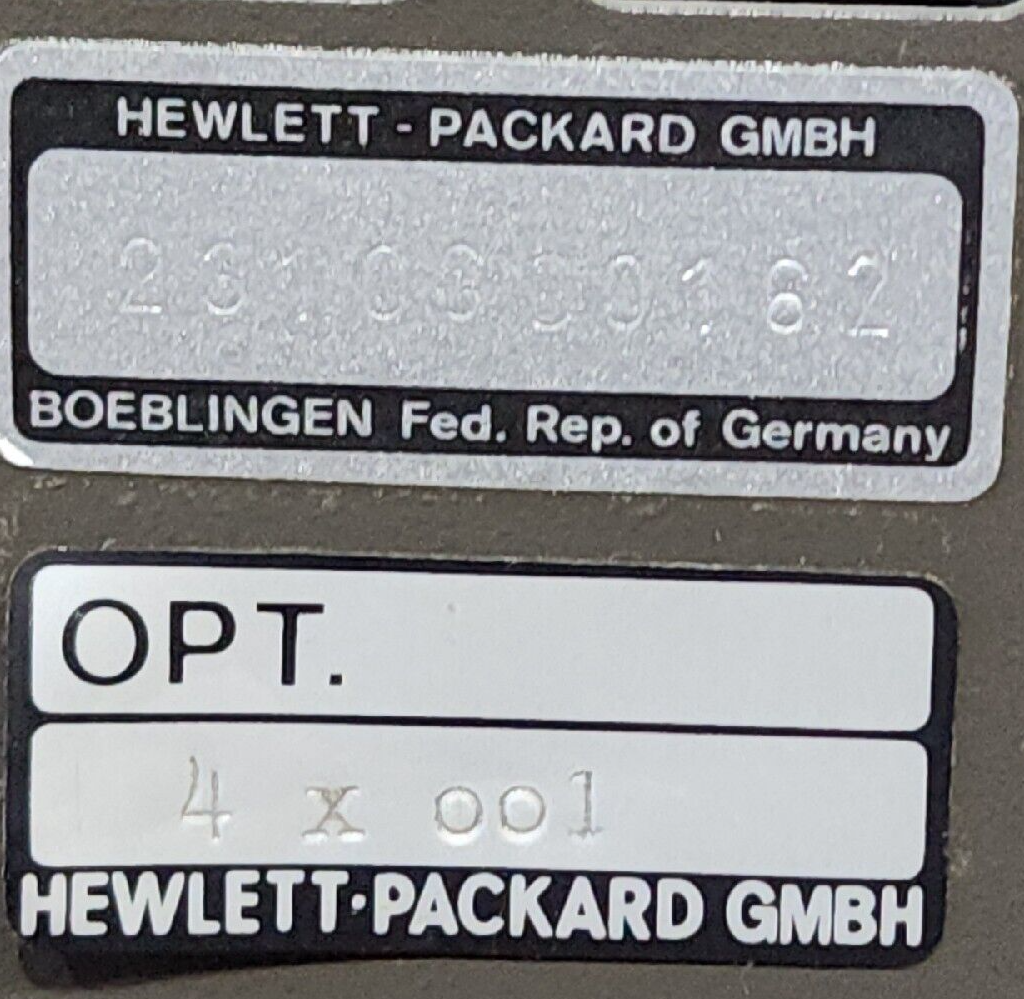 HEWLETT - PACKARD GMBH
BOEBLINGEN Fed. Rep. of Germany
OPT.
4 x 001
HEWLETT·PACKARD GMBH